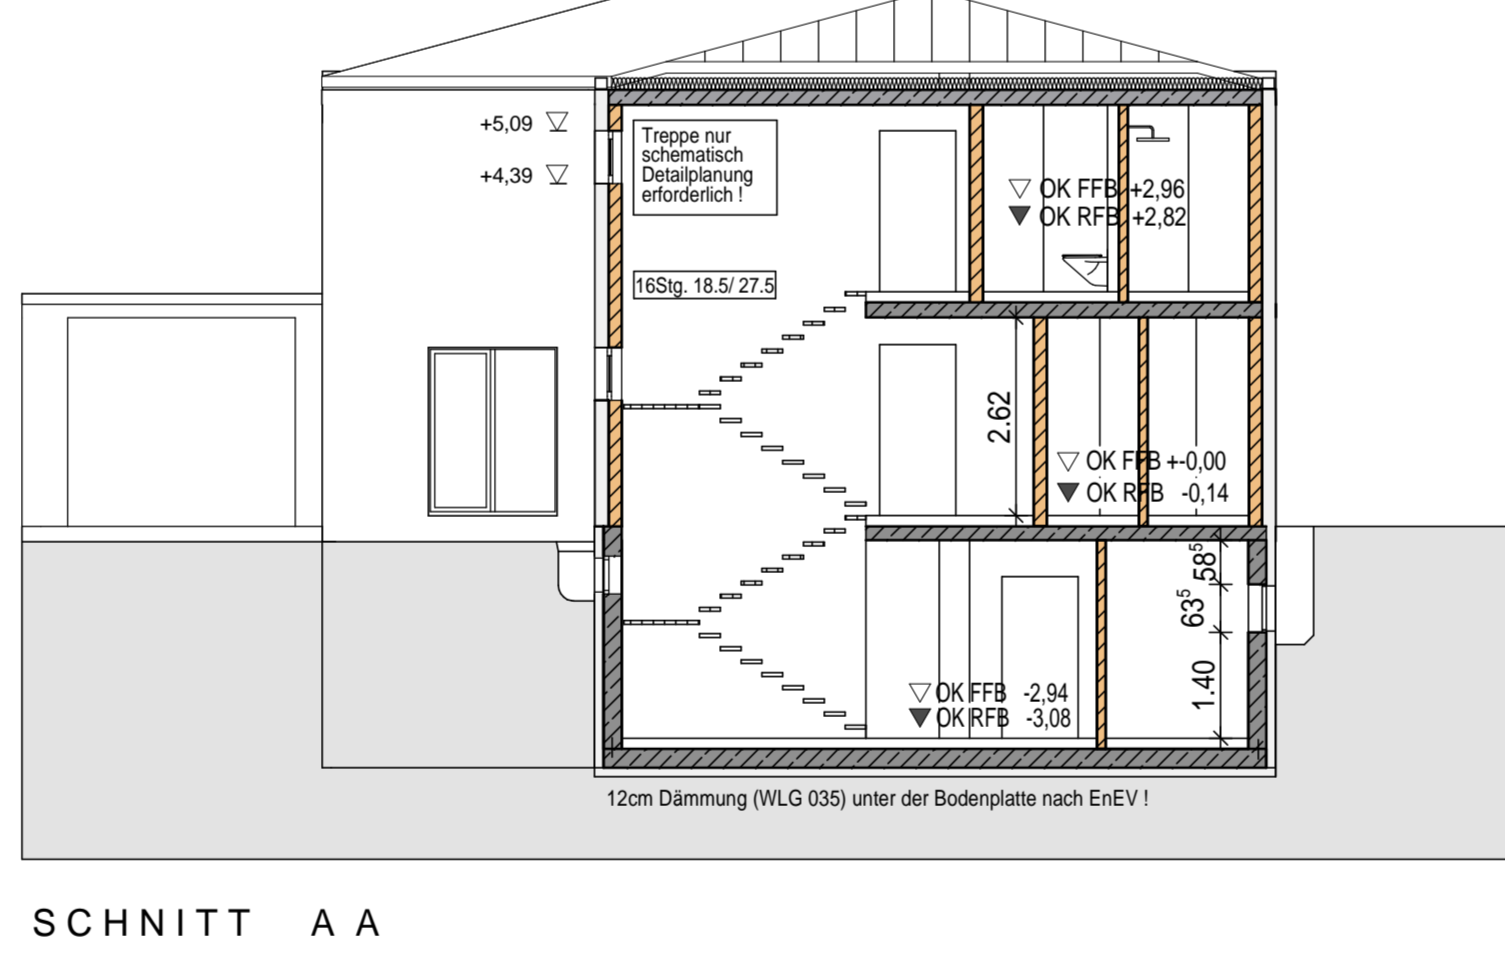 +5,09
+4,39
Treppe nur
schematisch
Detailplanung
erforderlich !
OK FFB +2,96
OK RFB +2,82
16Stg. 18.5/ 27.5
2.62
OK FFB +-0,00
OK RFB -0,14
58⁵
63⁵
1.40
OK FFB -2,94
OK RFB -3,08
12cm Dämmung (WLG 035) unter der Bodenplatte nach EnEV !
SCHNITT AA